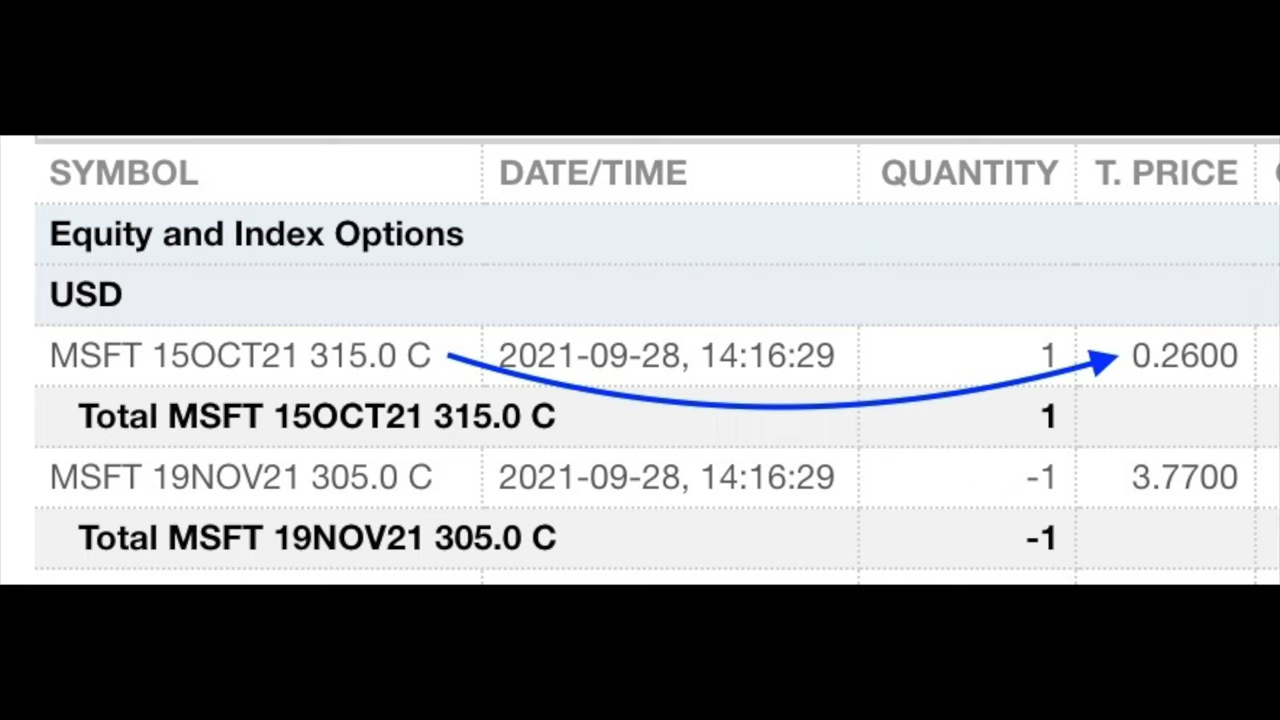 SYMBOL DATE/TIME QUANTITY T. PRICE
Equity and Index Options
USD
MSFT 15OCT21 315.0 C 2021-09-28, 14:16:29 1 0.2600
Total MSFT 15OCT21 315.0 C 1
MSFT 19NOV21 305.0 C 2021-09-28, 14:16:29 -1 3.7700
Total MSFT 19NOV21 305.0 C -1